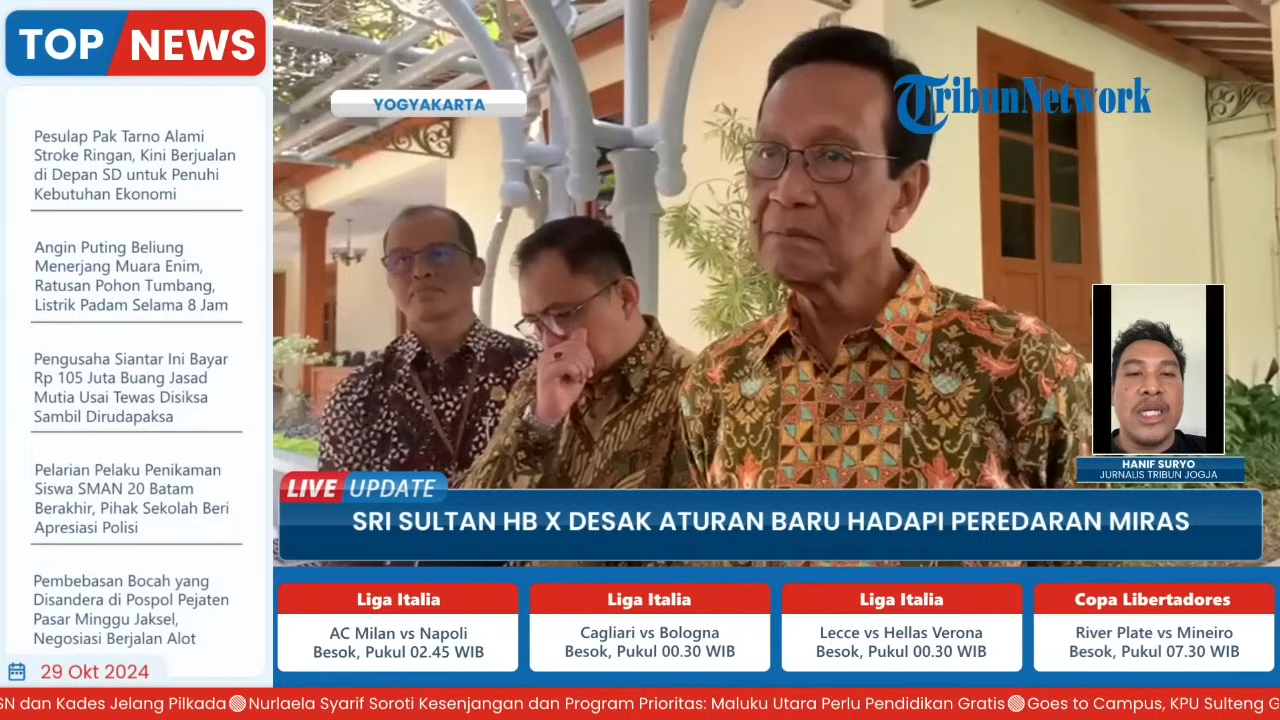 TOP NEWS
Pesulap Pak Tarno Alami
Stroke Ringan, Kini Berjualan
di Depan SD untuk Penuhi
Kebutuhan Ekonomi
Angin Puting Beliung
Menerjang Muara Enim,
Ratusan Pohon Tumbang,
Listrik Padam Selama 8 Jam
Pengusaha Siantar Ini Bayar
Rp 105 Juta Buang Jasad
Mutia Usai Tewas Disiksa
Sambil Dirudapaksa
Pelarian Pelaku Penikaman
Siswa SMAN 20 Batam
Berakhir, Pihak Sekolah Beri
Apresiasi Polisi
Pembebasan Bocah yang
Disandera di Pospol Pejaten
Pasar Minggu Jaksel,
Negosiasi Berjalan Alot
29 Okt 2024
YOGYAKARTA
TribunNetwork
HANIF SURYO
JURNALIS TRIBUN JOGJA
LIVE UPDATE
SRI SULTAN HB X DESAK ATURAN BARU HADAPI PEREDARAN MIRAS
Liga Italia
AC Milan vs Napoli
Besok, Pukul 02.45 WIB
Liga Italia
Cagliari vs Bologna
Besok, Pukul 00.30 WIB
Liga Italia
Lecce vs Hellas Verona
Besok, Pukul 00.30 WIB
Copa Libertadores
River Plate vs Mineiro
Besok, Pukul 07.30 WIB
SN dan Kades Jelang Pilkada Nurlaela Syarif Soroti Kesenjangan dan Program Prioritas: Maluku Utara Perlu Pendidikan Gratis Goes to Campus, KPU Sulteng G